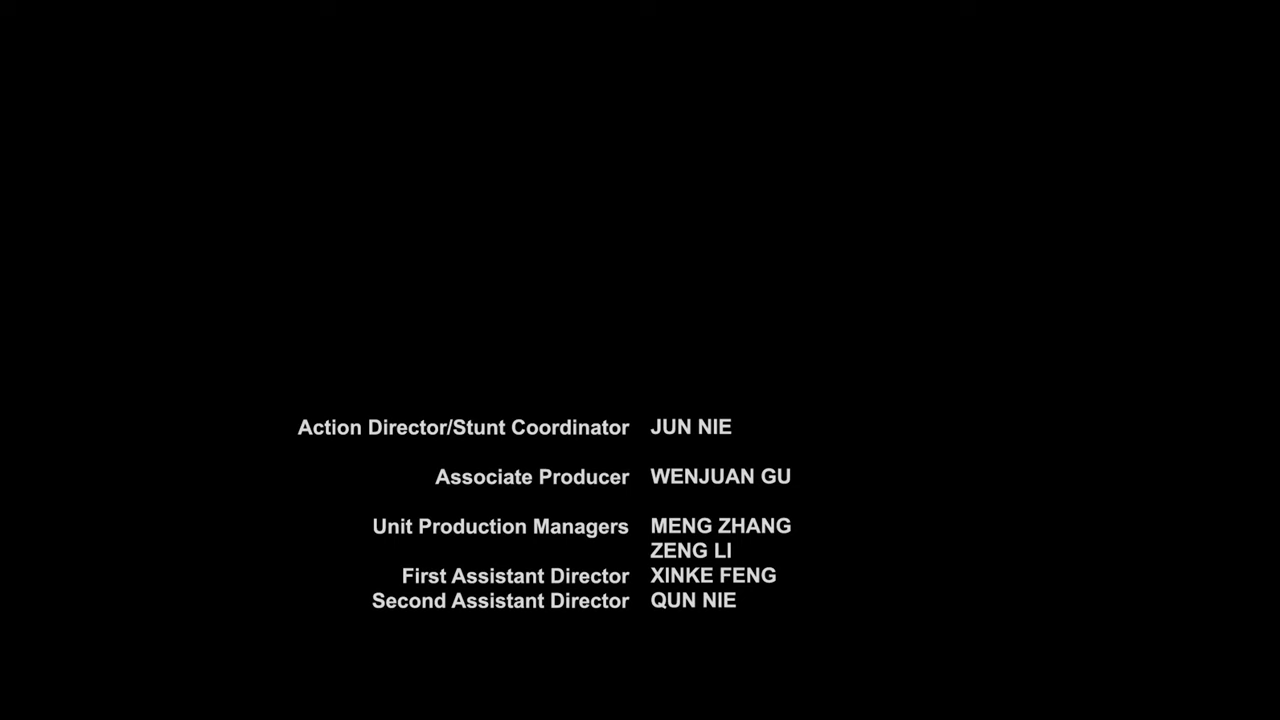 Action Director/Stunt Coordinator JUN NIE
Associate Producer WENJUAN GU
Unit Production Managers MENG ZHANG
ZENG LI
First Assistant Director XINKE FENG
Second Assistant Director QUN NIE